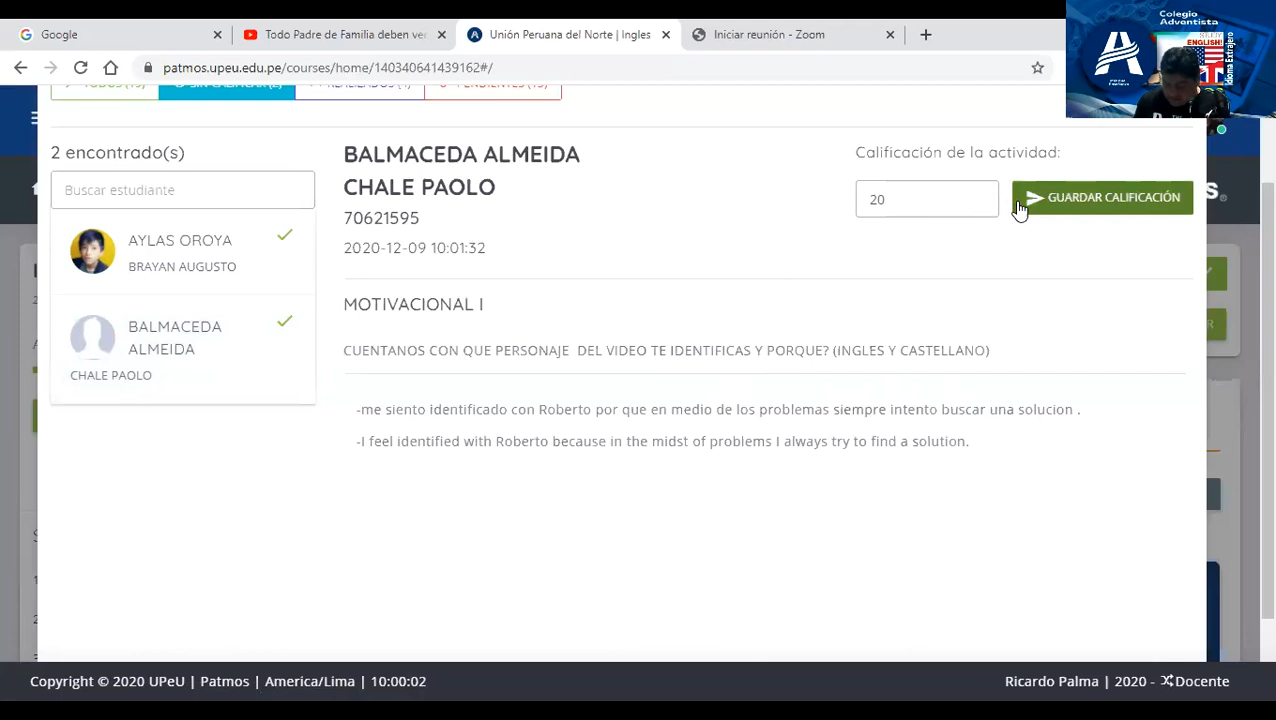 Google
Todo Padre de Familia deben ver
Unión Peruana del Norte | Ingles
Iniciar reunión - Zoom
patmos.upeu.edu.pe/courses/home/140340641439162#/
Colegio
Adventista
STUDY
ENGLISH!
Idioma Extrajero
2 encontrado(s)
Buscar estudiante
AYLAS OROYA
BRAYAN AUGUSTO
BALMACEDA
ALMEIDA
CHALE PAOLO
BALMACEDA ALMEIDA
CHALE PAOLO
70621595
2020-12-09 10:01:32
Calificación de la actividad:
20
GUARDAR CALIFICACIÓN
MOTIVACIONAL I
CUENTANOS CON QUE PERSONAJE DEL VIDEO TE IDENTIFICAS Y PORQUE? (INGLES Y CASTELLANO)
-me siento identificado con Roberto por que en medio de los problemas siempre intento buscar una solucion .
-I feel identified with Roberto because in the midst of problems I always try to find a solution.
Copyright © 2020 UPeU | Patmos | America/Lima | 10:00:02
Ricardo Palma | 2020 - Docente